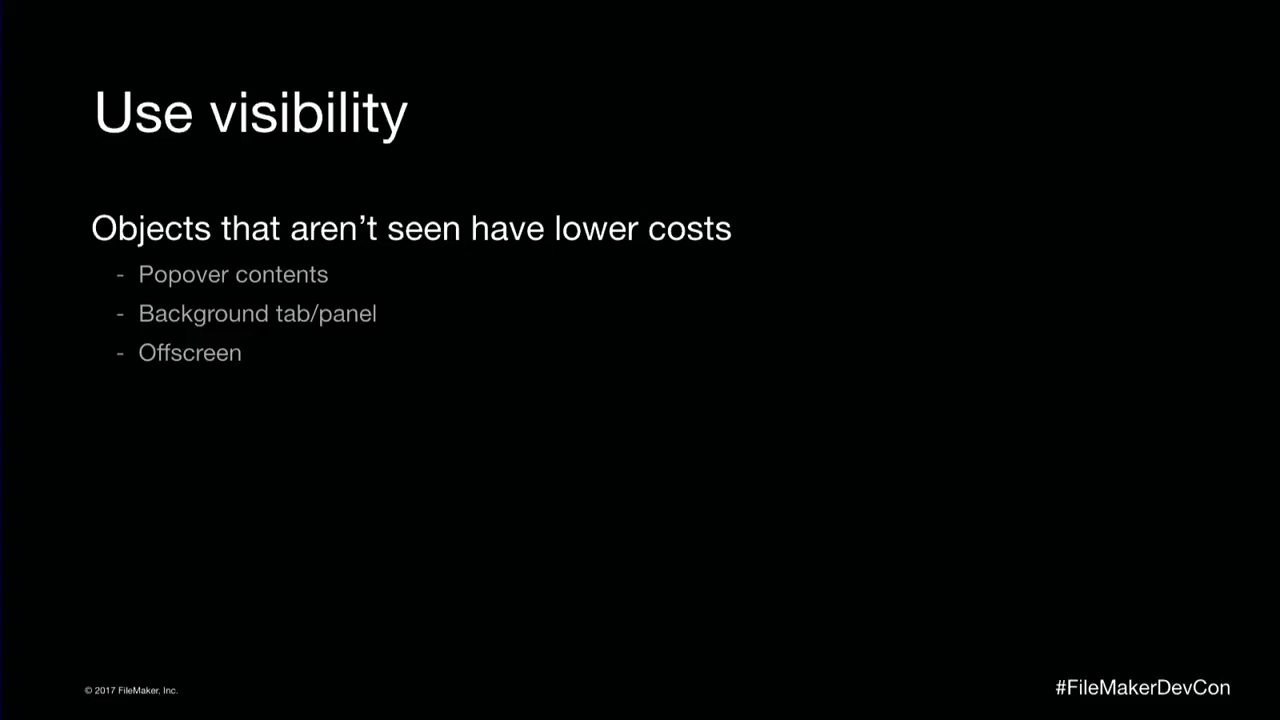 Use visibility
Objects that aren’t seen have lower costs
- Popover contents
- Background tab/panel
- Offscreen
© 2017 FileMaker, Inc.
#FileMakerDevCon